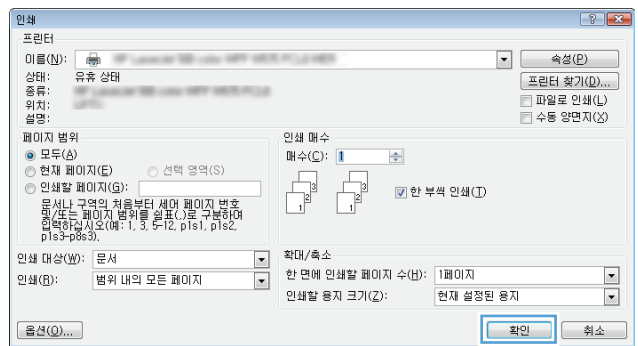 인쇄
프린터
이름(N):
속성(P)
상태: 유휴 상태
프린터 찾기(D)...
종류:
파일로 인쇄(L)
위치:
수동 양면지(X)
설명:
페이지 범위
모두(A)
현재 페이지(E) 선택 영역(S)
인쇄할 페이지(G):
문서나 구역의 처음부터 세어 페이지 번호
및/또는 페이지 범위를 쉼표(,)로 구분하여
입력하십시오(예: 1, 3, 5-12, p1s1, p1s2,
p1s3-p8s3).
인쇄 매수
매수(C): 1
한 부씩 인쇄(T)
3 3
2 2
1 1
인쇄 대상(W): 문서
인쇄(R): 범위 내의 모든 페이지
확대/축소
한 면에 인쇄할 페이지 수(H): 1페이지
인쇄할 용지 크기(Z): 현재 설정된 용지
옵션(O)...
확인
취소